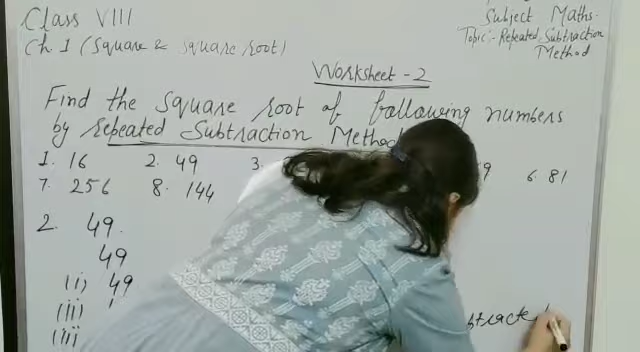 Class VIII
Subject Maths.
Ch 1 (Square & square root)
Topic:- Repeated Subtraction
Method
Worksheet - 2
Find the square root of following numbers
by repeated Subtraction Method
1. 16 2. 49 3. 9 6. 81
7. 256 8. 144
2. 49.
49
(i) 49
(ii)
(iii)